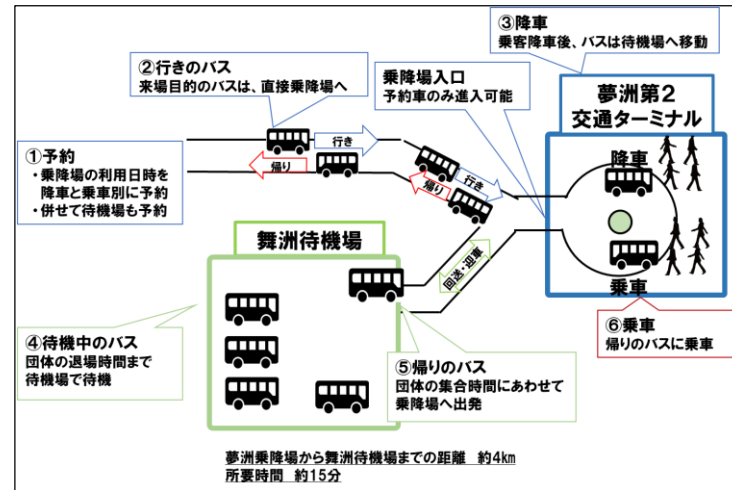 ③降車
乗客降車後、バスは待機場へ移動
②行きのバス
来場目的のバスは、直接乗降場へ
乗降場入口
予約車のみ進入可能
夢洲第2
交通ターミナル
①予約
・乗降場の利用日時を
降車と乗車別に予約
・併せて待機場も予約
行き
帰り
行き
帰り
降車
乗車
舞洲待機場
回送・迎車
④待機中のバス
団体の退場時間まで
待機場で待機
⑤帰りのバス
団体の集合時間にあわせて
乗降場へ出発
⑥乗車
帰りのバスに乗車
夢洲乗降場から舞洲待機場までの距離 約4km
所要時間 約15分